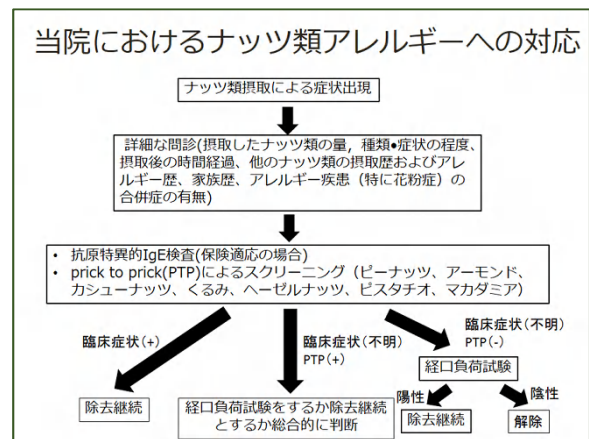 当院におけるナッツ類アレルギーへの対応
ナッツ類摂取による症状出現
詳細な問診(摂取したナッツ類の量，種類•症状の程度、
摂取後の時間経過、他のナッツ類の摂取歴およびアレ
ルギー歴、家族歴、アレルギー疾患（特に花粉症）の
合併症の有無)
• 抗原特異的IgE検査(保険適応の場合)
• prick to prick(PTP)によるスクリーニング（ピーナッツ、アーモンド、
カシューナッツ、くるみ、ヘーゼルナッツ、ピスタチオ、マカダミア）
臨床症状(+)
臨床症状(不明)
PTP(+)
臨床症状(不明)
PTP(-)
経口負荷試験
陽性
陰性
除去継続
経口負荷試験をするか除去継続
とするか総合的に判断
除去継続
解除